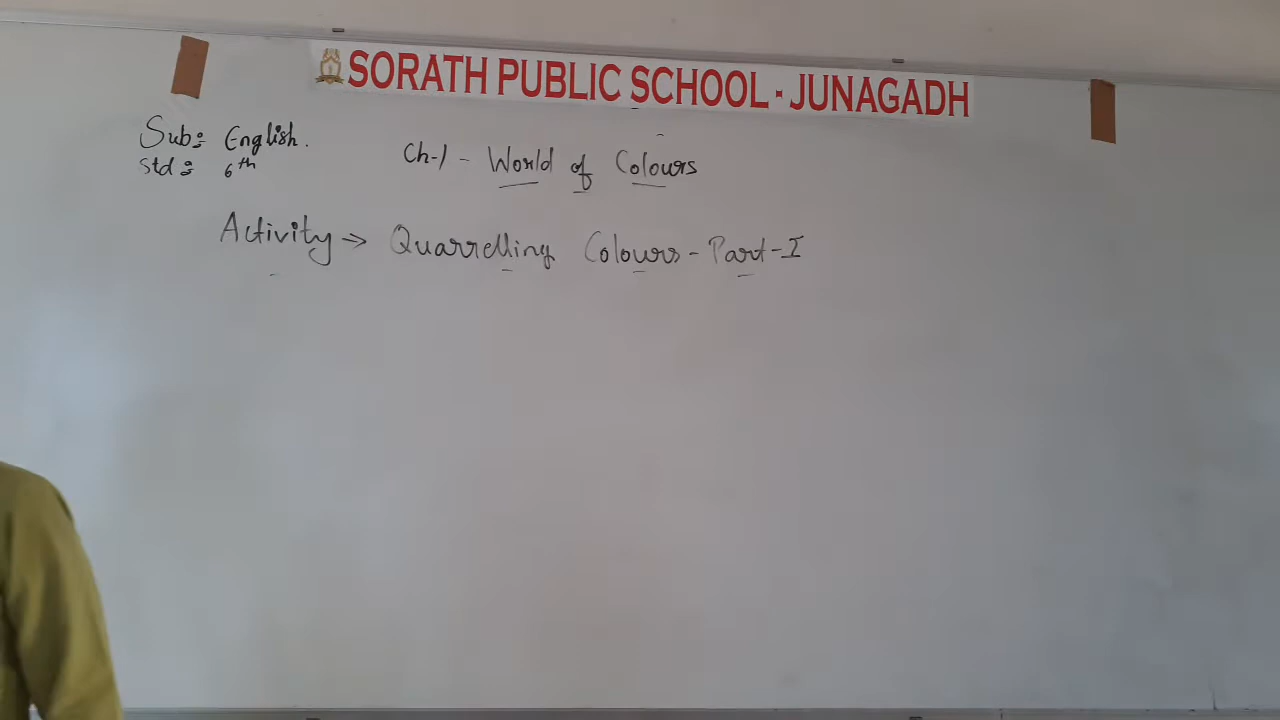 SORATH PUBLIC SCHOOL - JUNAGADH
Sub: English.
Std: 6th
Ch-1 - World of Colours
Activity → Quarrelling Colours - Part - I